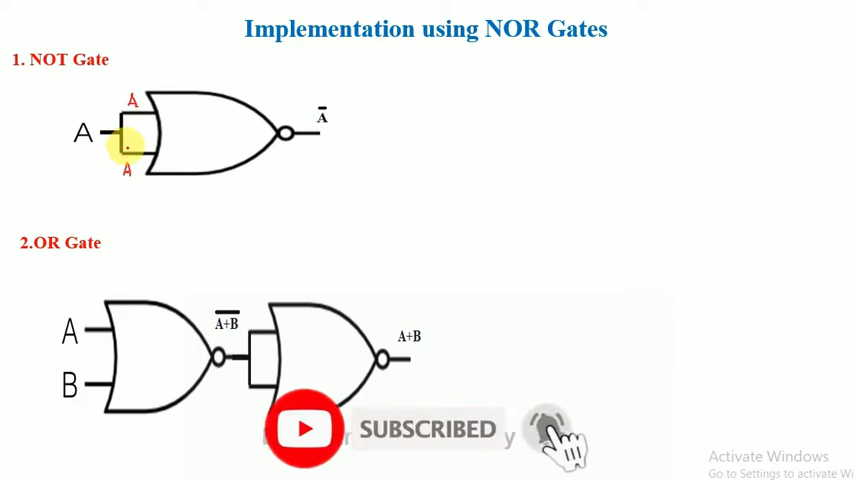 Implementation using NOR Gates
1. NOT Gate
A
A
A̅
A
2.OR Gate
A
B
A̅+̅B̅
A+B
SUBSCRIBED
y
Activate Windows
Go to Settings to activate Wi